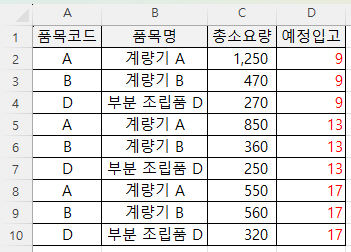 A B C D
1 품목코드 품목명 총소요량 예정입고
2 A 계량기 A 1,250 9
3 B 계량기 B 470 9
4 D 부분 조립품 D 270 9
5 A 계량기 A 850 13
6 B 계량기 B 360 13
7 D 부분 조립품 D 250 13
8 A 계량기 A 550 17
9 B 계량기 B 560 17
10 D 부분 조립품 D 320 17